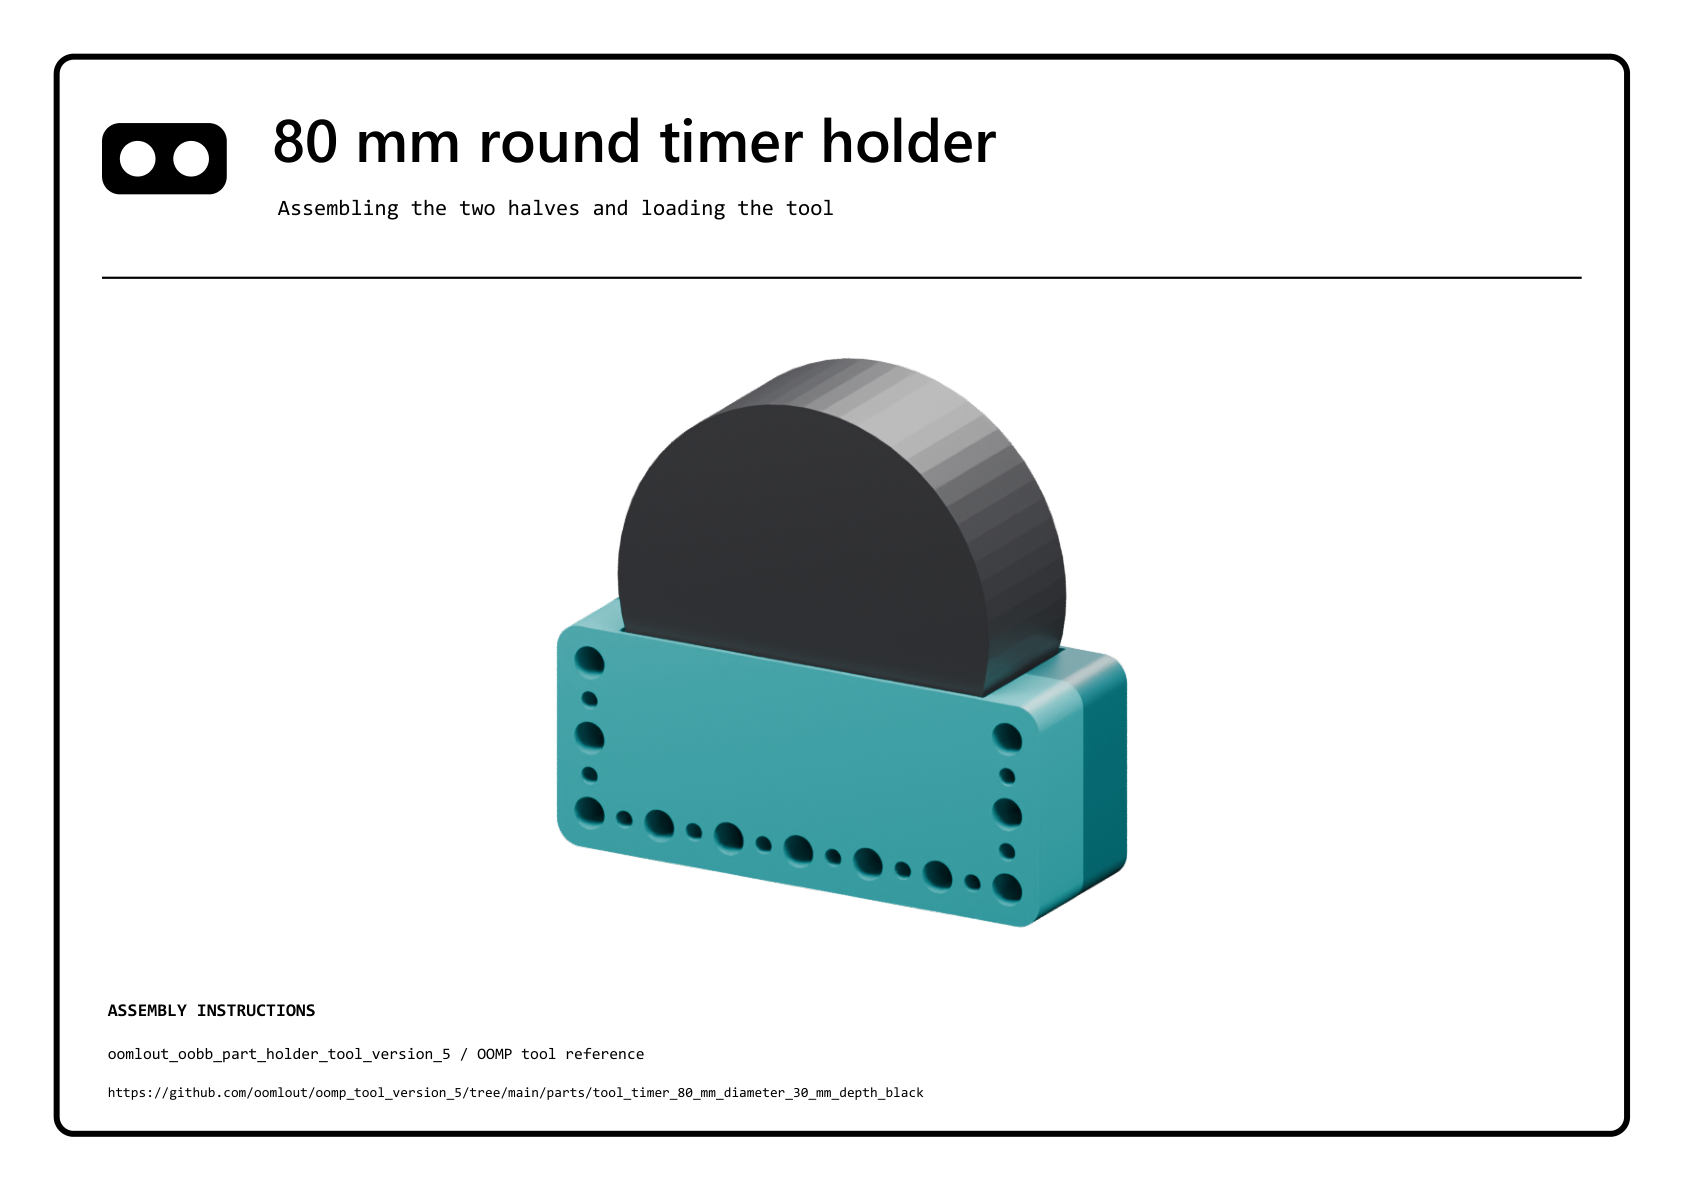 80 mm round timer holder
Assembling the two halves and loading the tool
ASSEMBLY INSTRUCTIONS
oomlout_oobb_part_holder_tool_version_5 / OOMP tool reference
https://github.com/oomlout/oomp_tool_version_5/tree/main/parts/tool_timer_80_mm_diameter_30_mm_depth_black